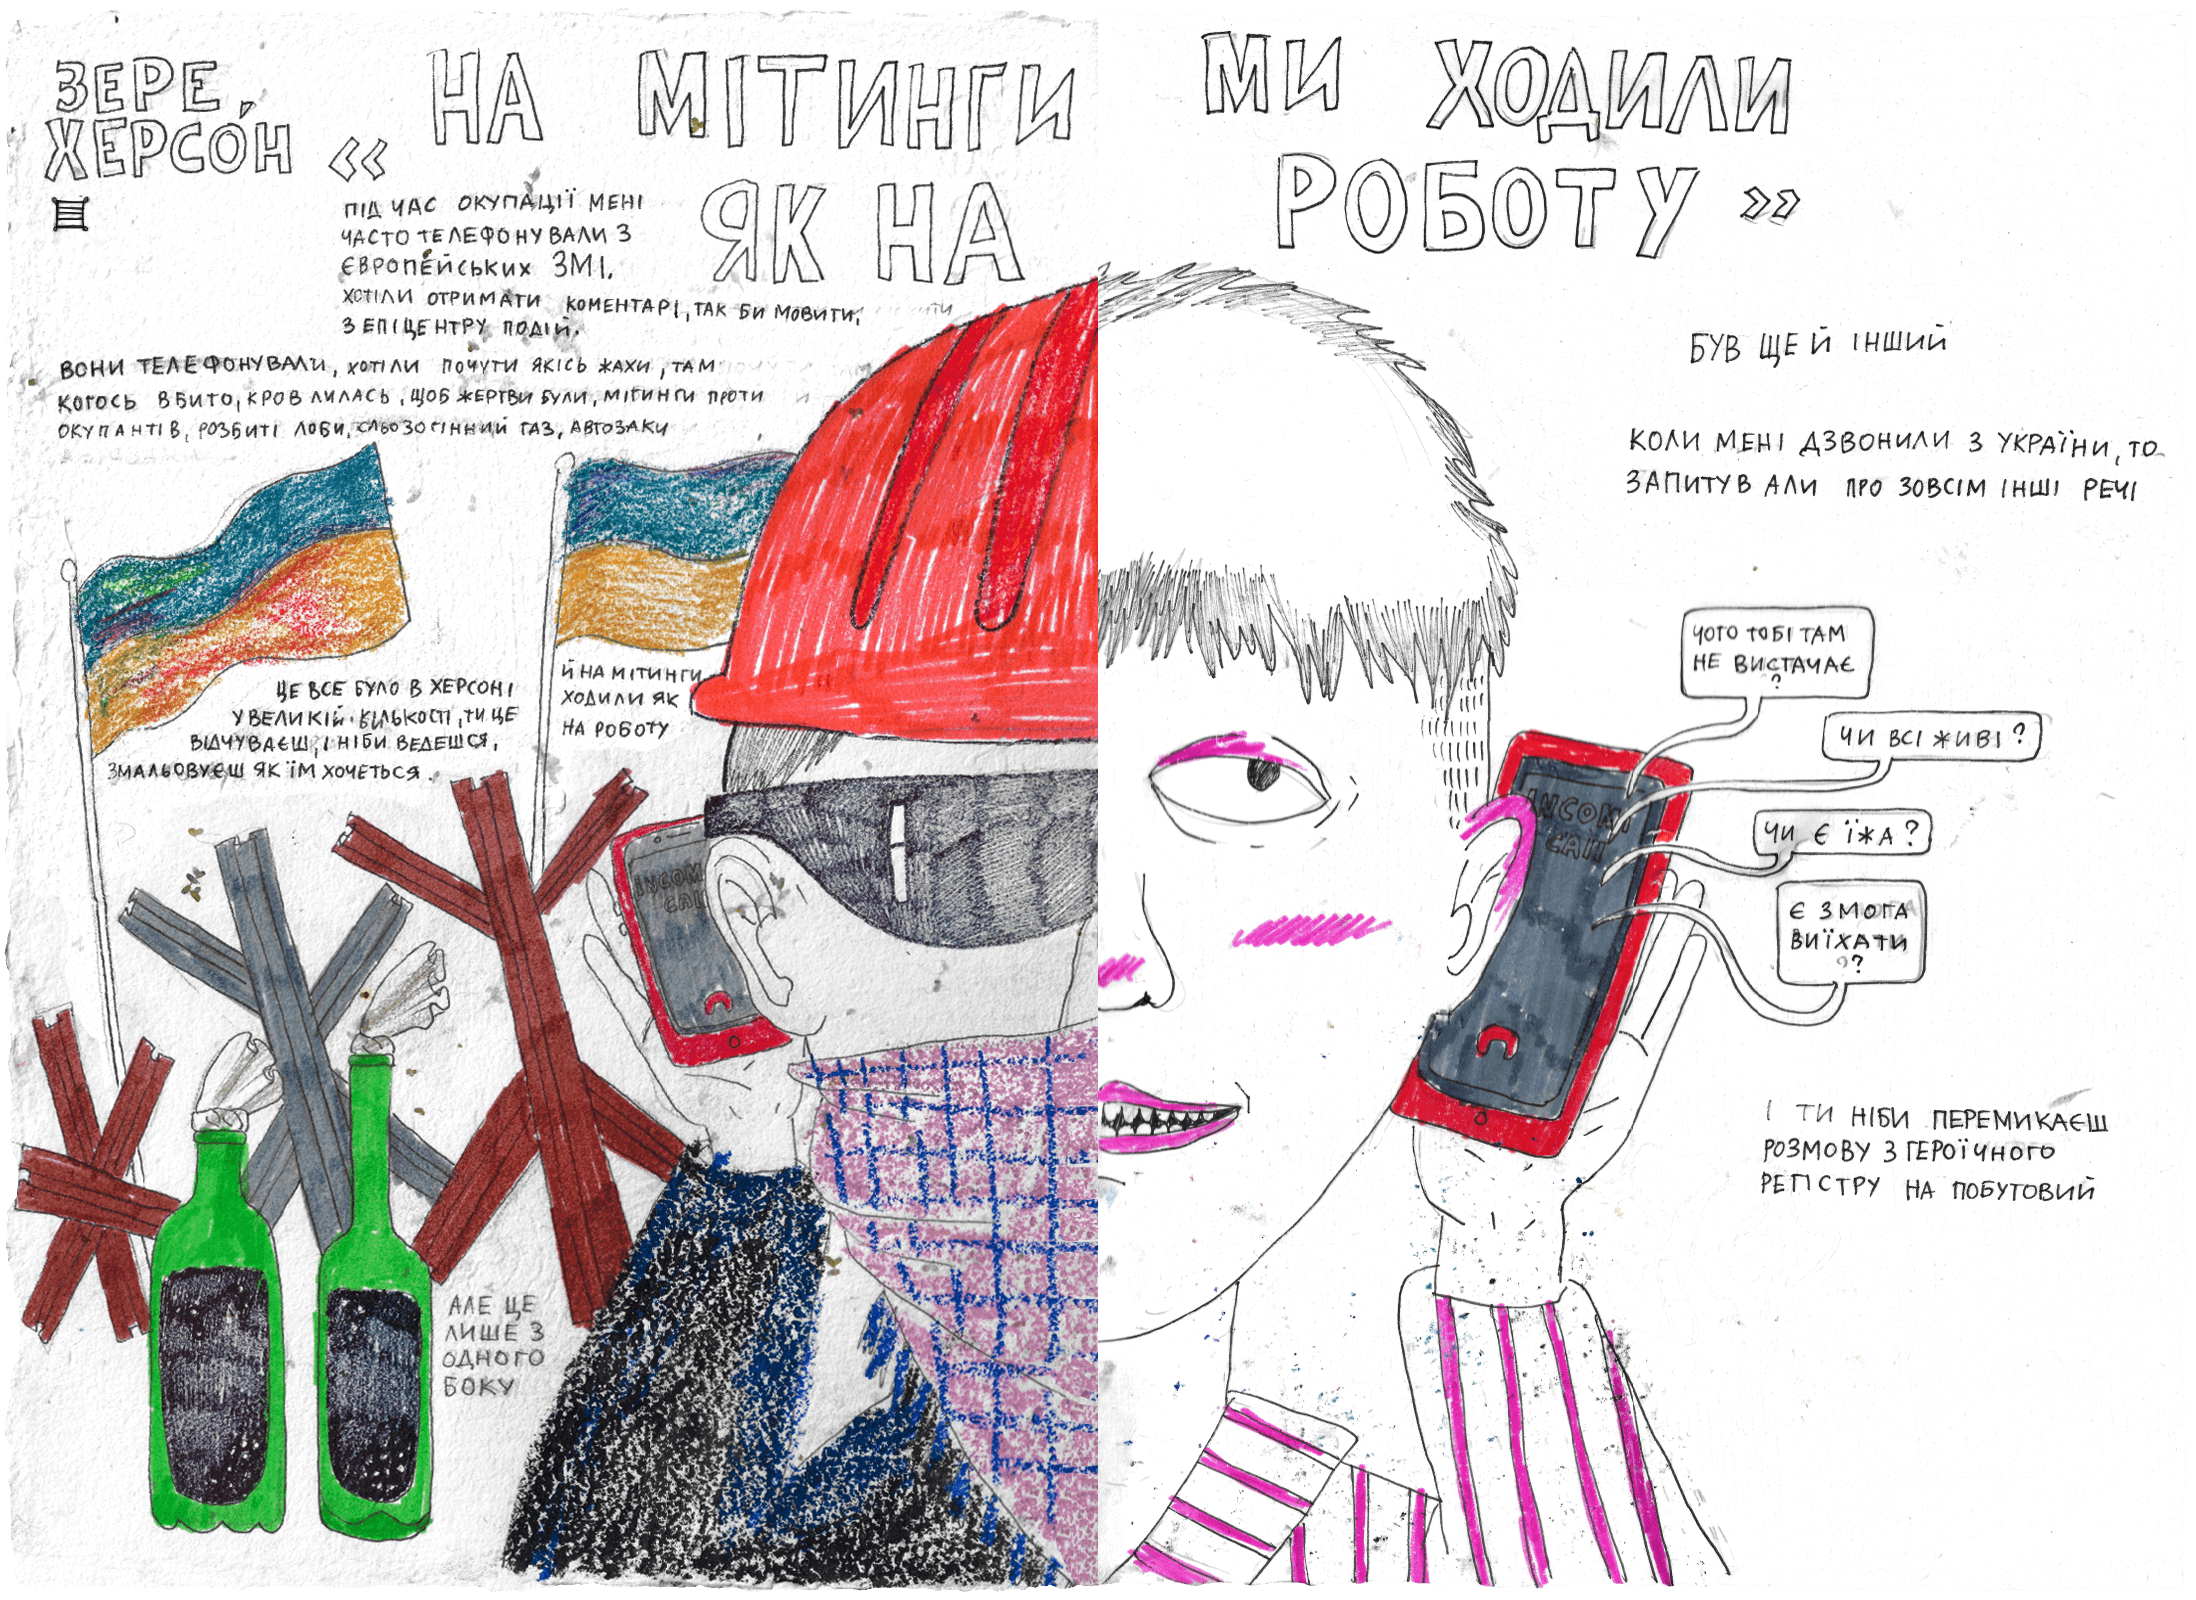 ЗЕРЕ,
ХЕРСОН
« НА МІТИНГИ МИ ХОДИЛИ
ЯК НА РОБОТУ »
ПІД ЧАС ОКУПАЦІЇ МЕНІ
ЧАСТО ТЕЛЕФОНУВАЛИ З
ЄВРОПЕЙСЬКИХ ЗМІ.
ХОТІЛИ ОТРИМАТИ КОМЕНТАРІ, ТАК БИ МОВИТИ,
З ЕПІЦЕНТРУ ПОДІЙ.
ВОНИ ТЕЛЕФОНУВАЛИ, ХОТІЛИ ПОЧУТИ ЯКІСЬ ЖАХИ, ТАМ
КОГОСЬ ВБИТО, КРОВ ЛИЛАСЬ, ЩОБ ЖЕРТВИ БУЛИ, МІТИНГИ ПРОТИ
ОКУПАНТІВ, РОЗБИТІ ЛОБИ, СЛЬОЗОГІННИЙ ГАЗ, АВТОЗАКИ
ЦЕ ВСЕ БУЛО В ХЕРСОНІ
У ВЕЛИКІЙ КІЛЬКОСТІ, ТИ ЦЕ
ВІДЧУВАЄШ, І НІБИ ВЕДЕШСЯ,
ЗМАЛЬОВУЄШ ЯК ЇМ ХОЧЕТЬСЯ.
Й НА МІТИНГИ
ХОДИЛИ ЯК
НА РОБОТУ
INCOM
CAL
АЛЕ ЦЕ
ЛИШЕ З
ОДНОГО
БОКУ
БУВ ЩЕ Й ІНШИЙ
КОЛИ МЕНІ ДЗВОНИЛИ З УКРАЇНИ, ТО
ЗАПИТУВАЛИ ПРО ЗОВСІМ ІНШІ РЕЧІ
ЧОГО ТОБІ ТАМ
НЕ ВИСТАЧАЄ
?
ЧИ ВСІ ЖИВІ?
ЧИ Є ЇЖА?
Є ЗМОГА
ВИЇХАТИ
?
INCOMI
CALL
І ТИ НІБИ ПЕРЕМИКАЄШ
РОЗМОВУ З ГЕРОЇЧНОГО
РЕГІСТРУ НА ПОБУТОВИЙ